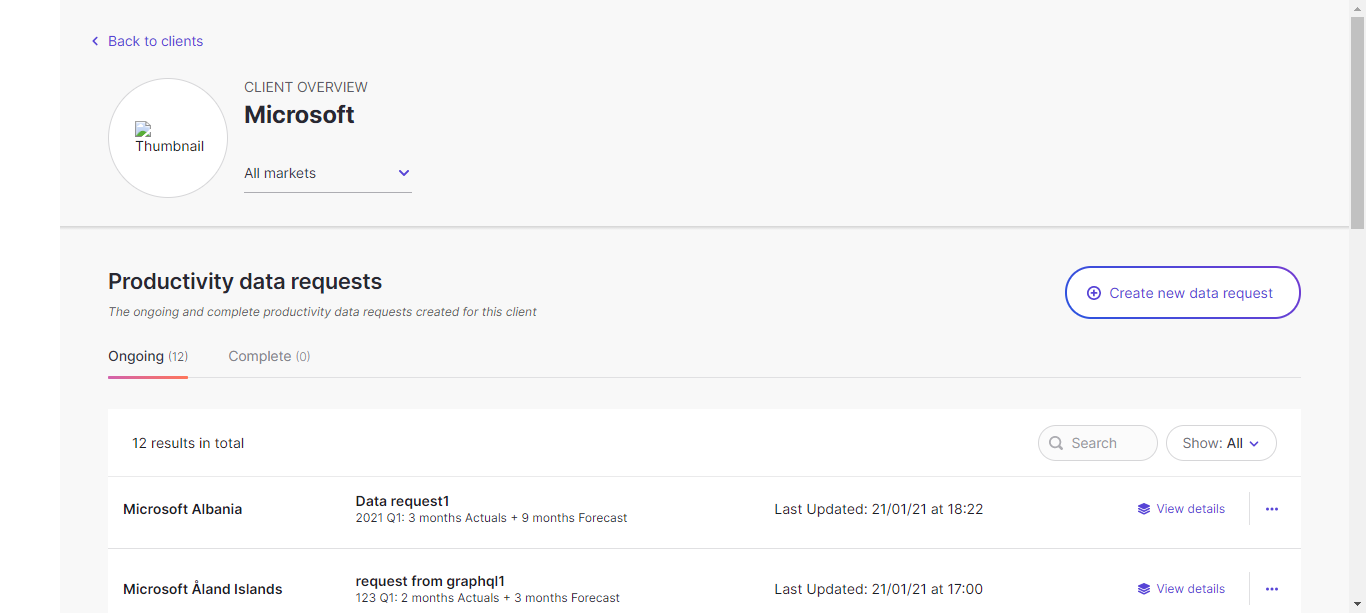 Back to clients
CLIENT OVERVIEW
Microsoft
Thumbnail
All markets
Productivity data requests
The ongoing and complete productivity data requests created for this client
Create new data request
Ongoing (12) Complete (0)
12 results in total Search Show: All
Microsoft Albania Data request1 Last Updated: 21/01/21 at 18:22 View details
2021 Q1: 3 months Actuals + 9 months Forecast
Microsoft Åland Islands request from graphql1 Last Updated: 21/01/21 at 17:00 View details
123 Q1: 2 months Actuals + 3 months Forecast